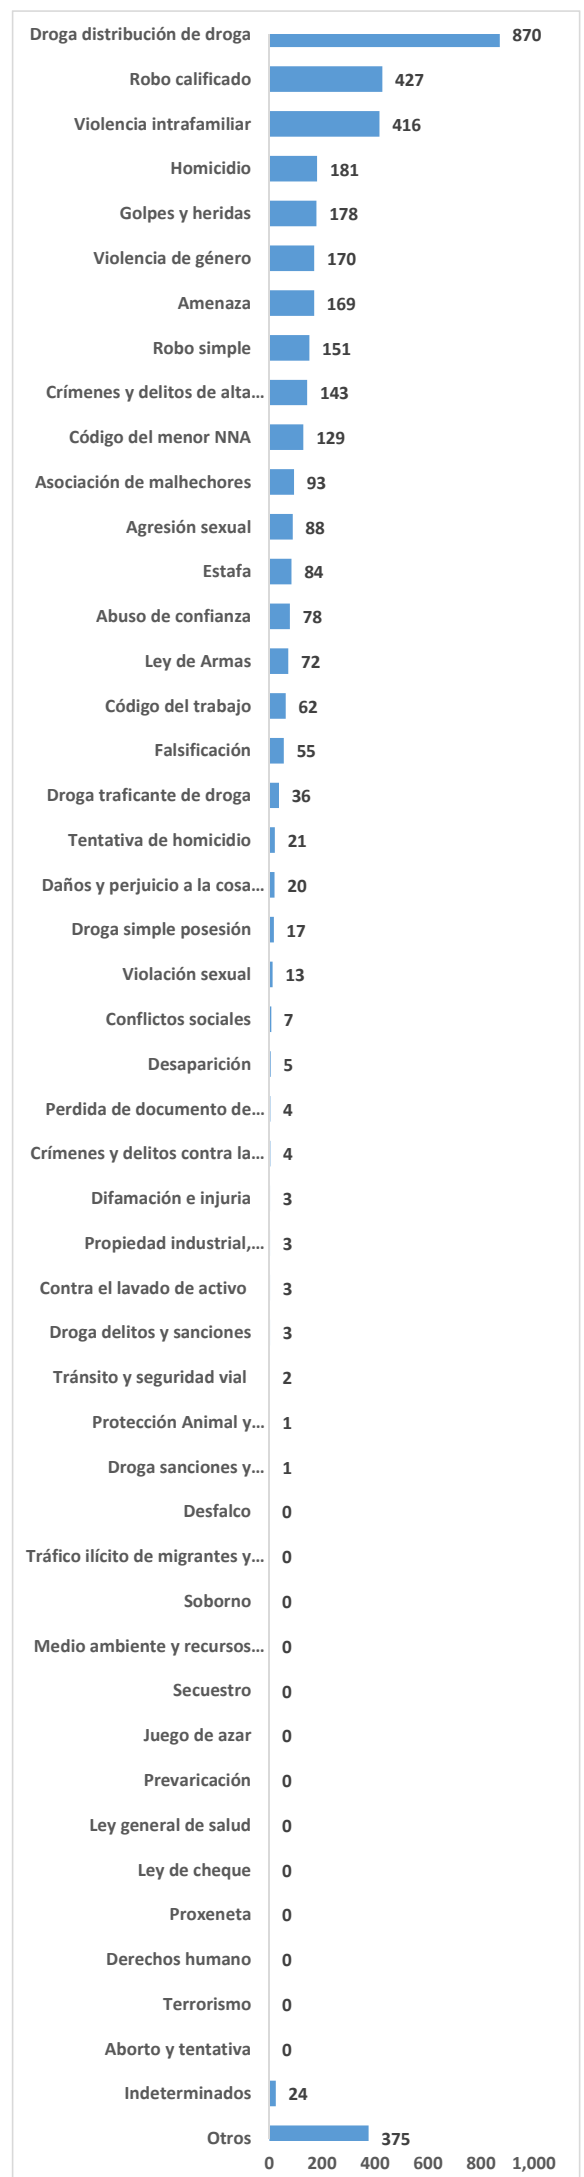 Droga distribución de droga 870
Robo calificado 427
Violencia intrafamiliar 416
Homicidio 181
Golpes y heridas 178
Violencia de género 170
Amenaza 169
Robo simple 151
Crímenes y delitos de alta... 143
Código del menor NNA 129
Asociación de malhechores 93
Agresión sexual 88
Estafa 84
Abuso de confianza 78
Ley de Armas 72
Código del trabajo 62
Falsificación 55
Droga traficante de droga 36
Tentativa de homicidio 21
Daños y perjuicio a la cosa... 20
Droga simple posesión 17
Violación sexual 13
Conflictos sociales 7
Desaparición 5
Perdida de documento de... 4
Crímenes y delitos contra la... 4
Difamación e injuria 3
Propiedad industrial,... 3
Contra el lavado de activo 3
Droga delitos y sanciones 3
Tránsito y seguridad vial 2
Protección Animal y... 1
Droga sanciones y... 1
Desfalco 0
Tráfico ilícito de migrantes y... 0
Soborno 0
Medio ambiente y recursos... 0
Secuestro 0
Juego de azar 0
Prevaricación 0
Ley general de salud 0
Ley de cheque 0
Proxeneta 0
Derechos humano 0
Terrorismo 0
Aborto y tentativa 0
Indeterminados 24
Otros 375
0 200 400 600 800 1,000